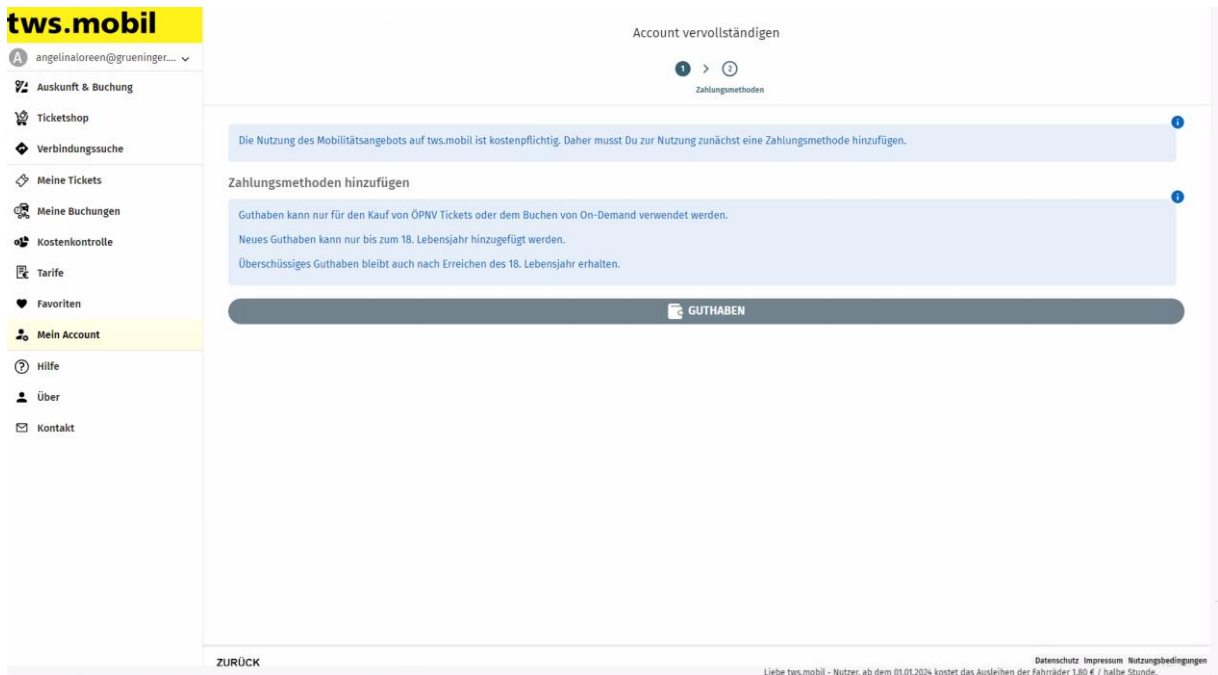 tws.mobil
A angelinaloreen@grueninger....
Auskunft & Buchung
Ticketshop
Verbindungssuche
Meine Tickets
Meine Buchungen
Kostenkontrolle
Tarife
Favoriten
Mein Account
Hilfe
Über
Kontakt
Account vervollständigen
1 > 2
Zahlungsmethoden
Die Nutzung des Mobilitätsangebots auf tws.mobil ist kostenpflichtig. Daher musst Du zur Nutzung zunächst eine Zahlungsmethode hinzufügen.
Zahlungsmethoden hinzufügen
Guthaben kann nur für den Kauf von ÖPNV Tickets oder dem Buchen von On-Demand verwendet werden.
Neues Guthaben kann nur bis zum 18. Lebensjahr hinzugefügt werden.
Überschüssiges Guthaben bleibt auch nach Erreichen des 18. Lebensjahr erhalten.
GUTHABEN
ZURÜCK
Datenschutz Impressum Nutzungsbedingungen
Liebe tws.mobil - Nutzer, ab dem 01.01.2024 kostet das Ausleihen der Fahrräder 1,80 € / halbe Stunde.